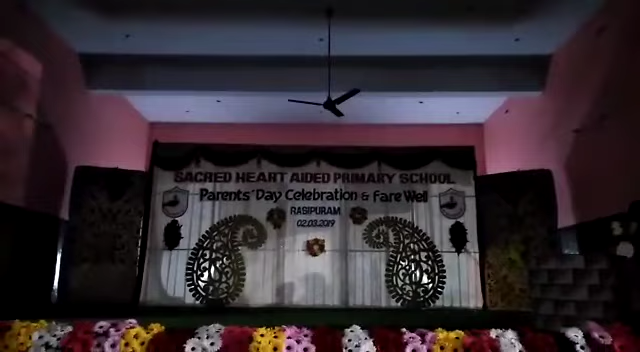 SACRED HEART AIDED PRIMARY SCHOOL
Parents' Day Celebration & Fare Well
RASIPURAM
02.03.2019